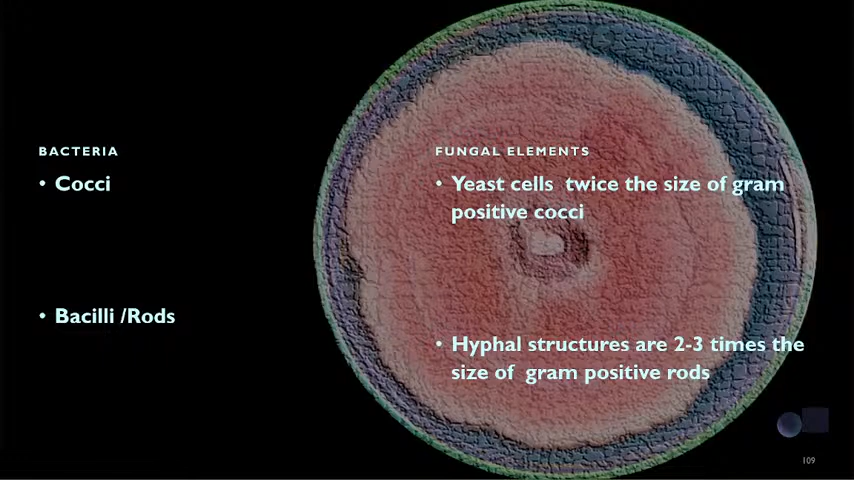 BACTERIA
• Cocci
• Bacilli /Rods
FUNGAL ELEMENTS
• Yeast cells  twice the size of gram
positive cocci
• Hyphal structures are 2-3 times the
size of  gram positive rods
109